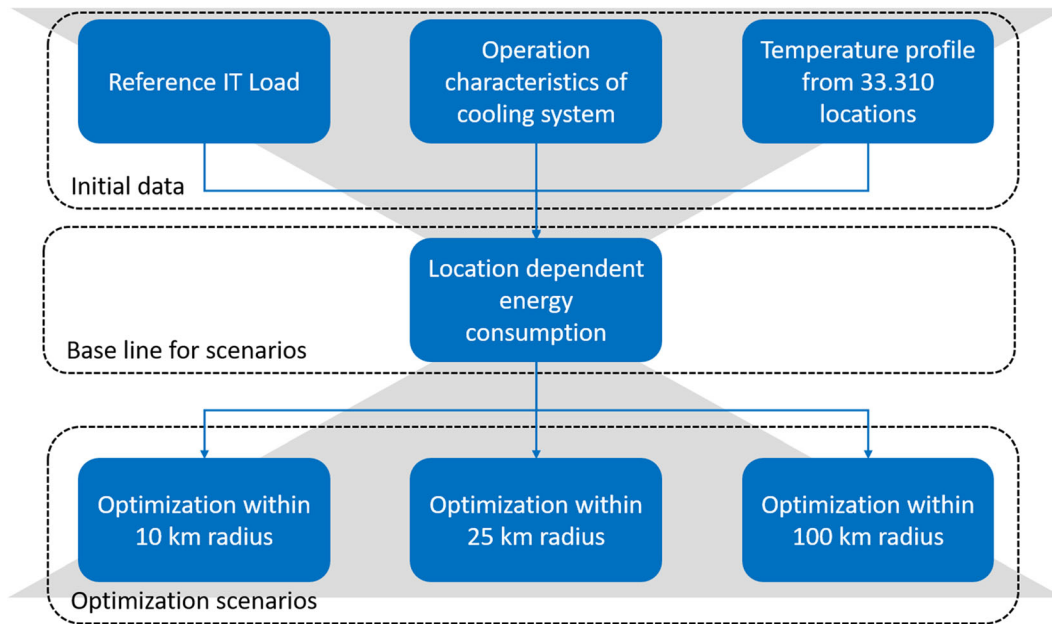 Reference IT Load
Operation
characteristics of
cooling system
Temperature profile
from 33.310
locations
Initial data
Location dependent
energy
consumption
Base line for scenarios
Optimization within
10 km radius
Optimization within
25 km radius
Optimization within
100 km radius
Optimization scenarios